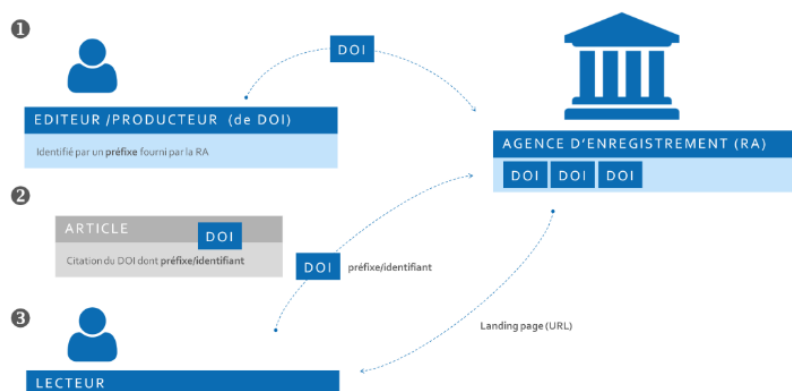 ❶
DOI
EDITEUR /PRODUCTEUR (de DOI)
Identifié par un préfixe fourni par la RA
AGENCE D'ENREGISTREMENT (RA)
DOI DOI DOI
❷
ARTICLE
DOI
Citation du DOI dont préfixe/identifiant
DOI préfixe/identifiant
❸
Landing page (URL)
LECTEUR